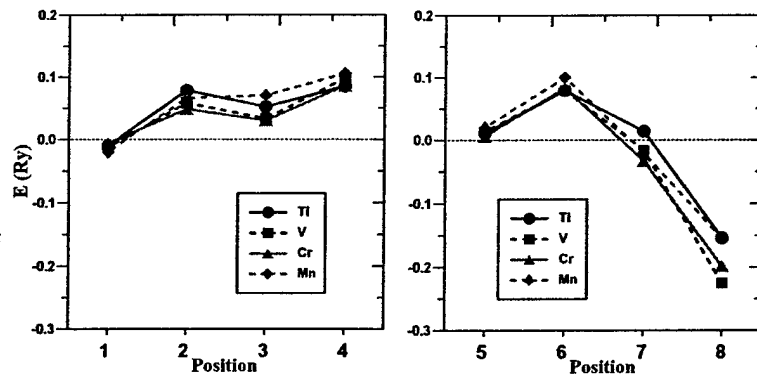 0.2
0.1
0.0
-0.1
-0.2
-0.3
E (Ry)
1 2 3 4
Position
Ti
V
Cr
Mn
0.2
0.1
0.0
-0.1
-0.2
-0.3
5 6 7 8
Position
Ti
V
Cr
Mn